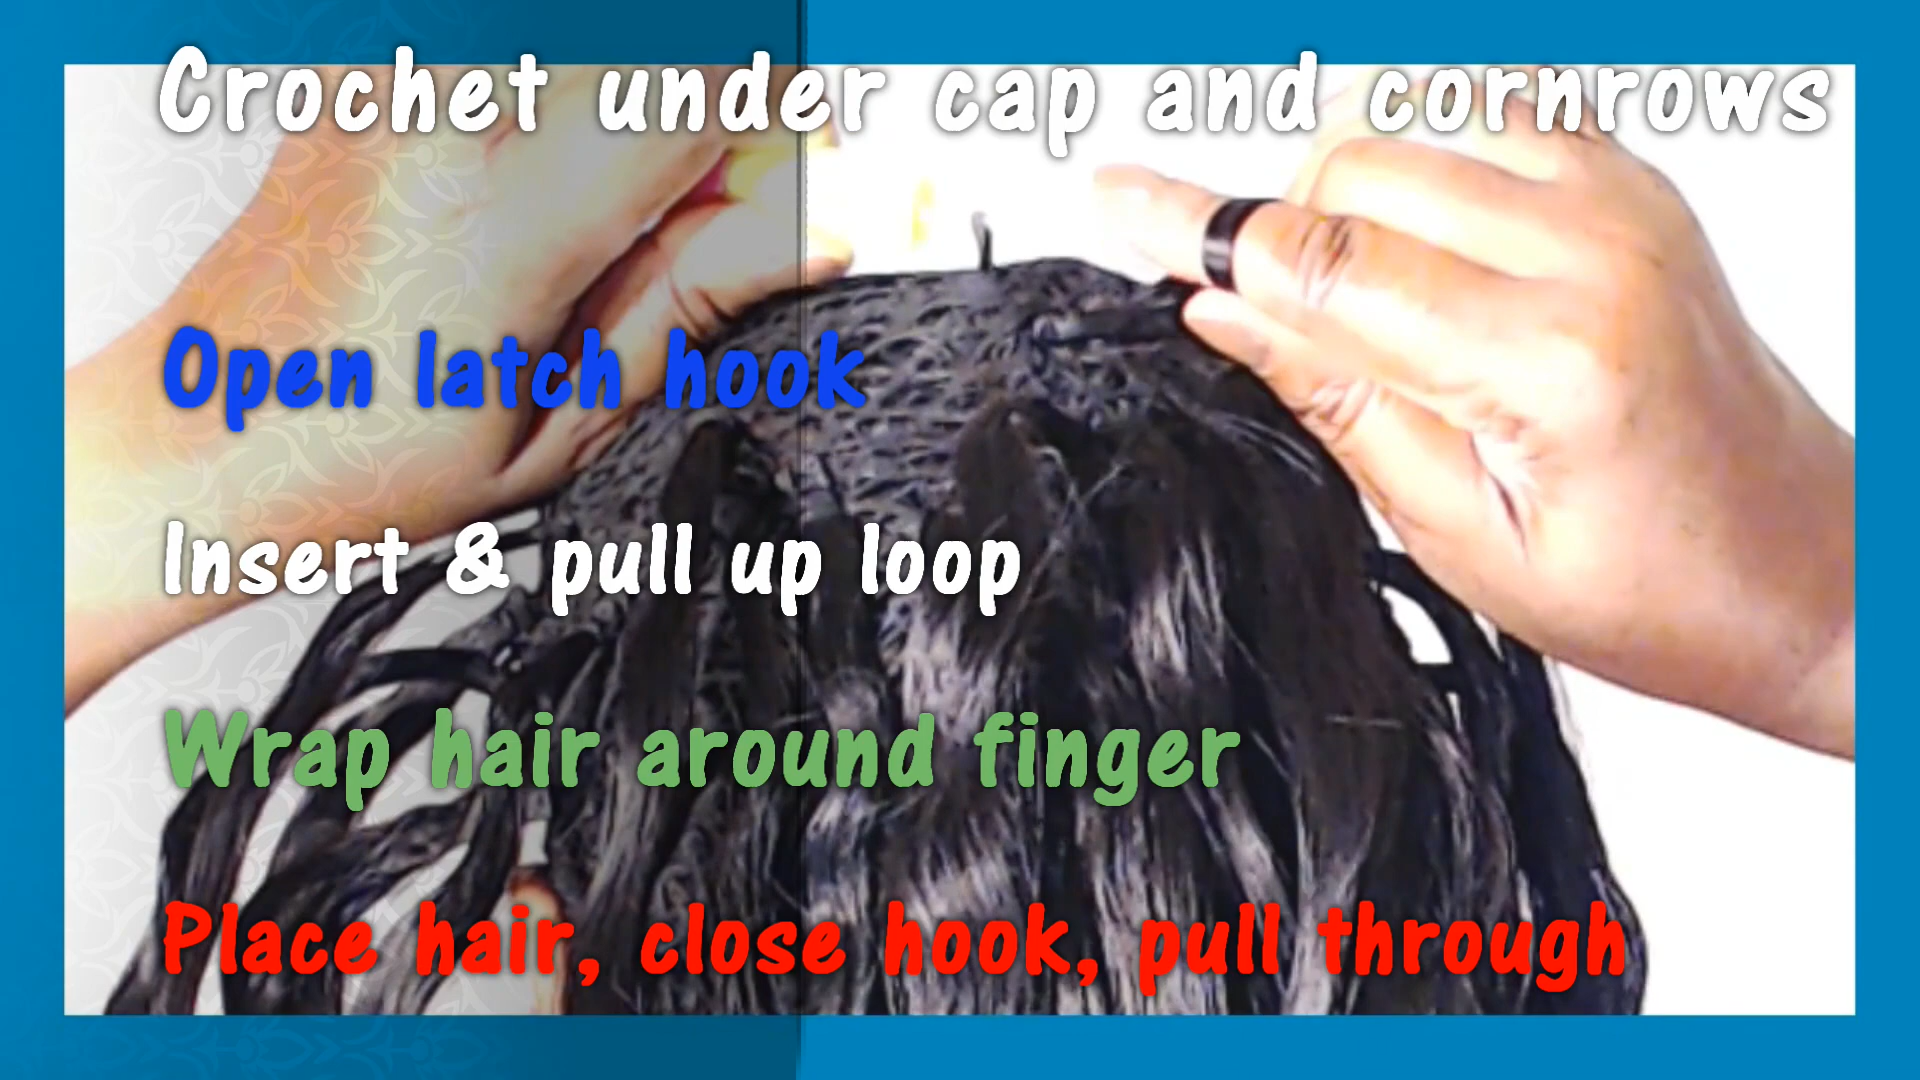 Crochet under cap and cornrows
Open latch hook
Insert & pull up loop
Wrap hair around finger
Place hair, close hook, pull through